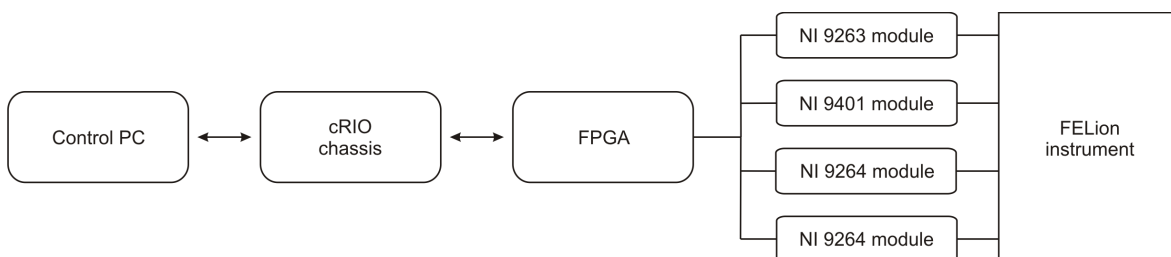 Control PC
cRIO
chassis
FPGA
NI 9263 module
NI 9401 module
NI 9264 module
NI 9264 module
FELion
instrument